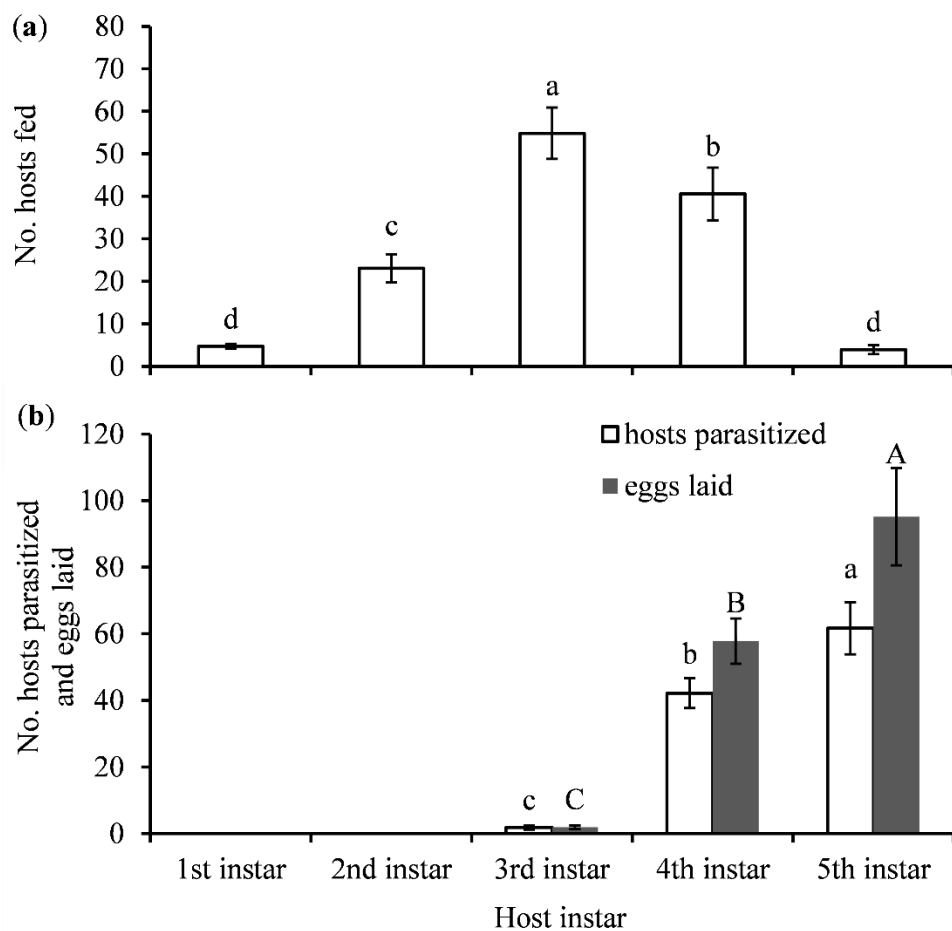 (a)
No. hosts fed
80
70
60
50
40
30
20
10
0
d
c
a
b
d
(b)
No. hosts parasitized
and eggs laid
120
100
80
60
40
20
0
hosts parasitized
eggs laid
c
C
b
B
a
A
1st instar
2nd instar
3rd instar
4th instar
5th instar
Host instar